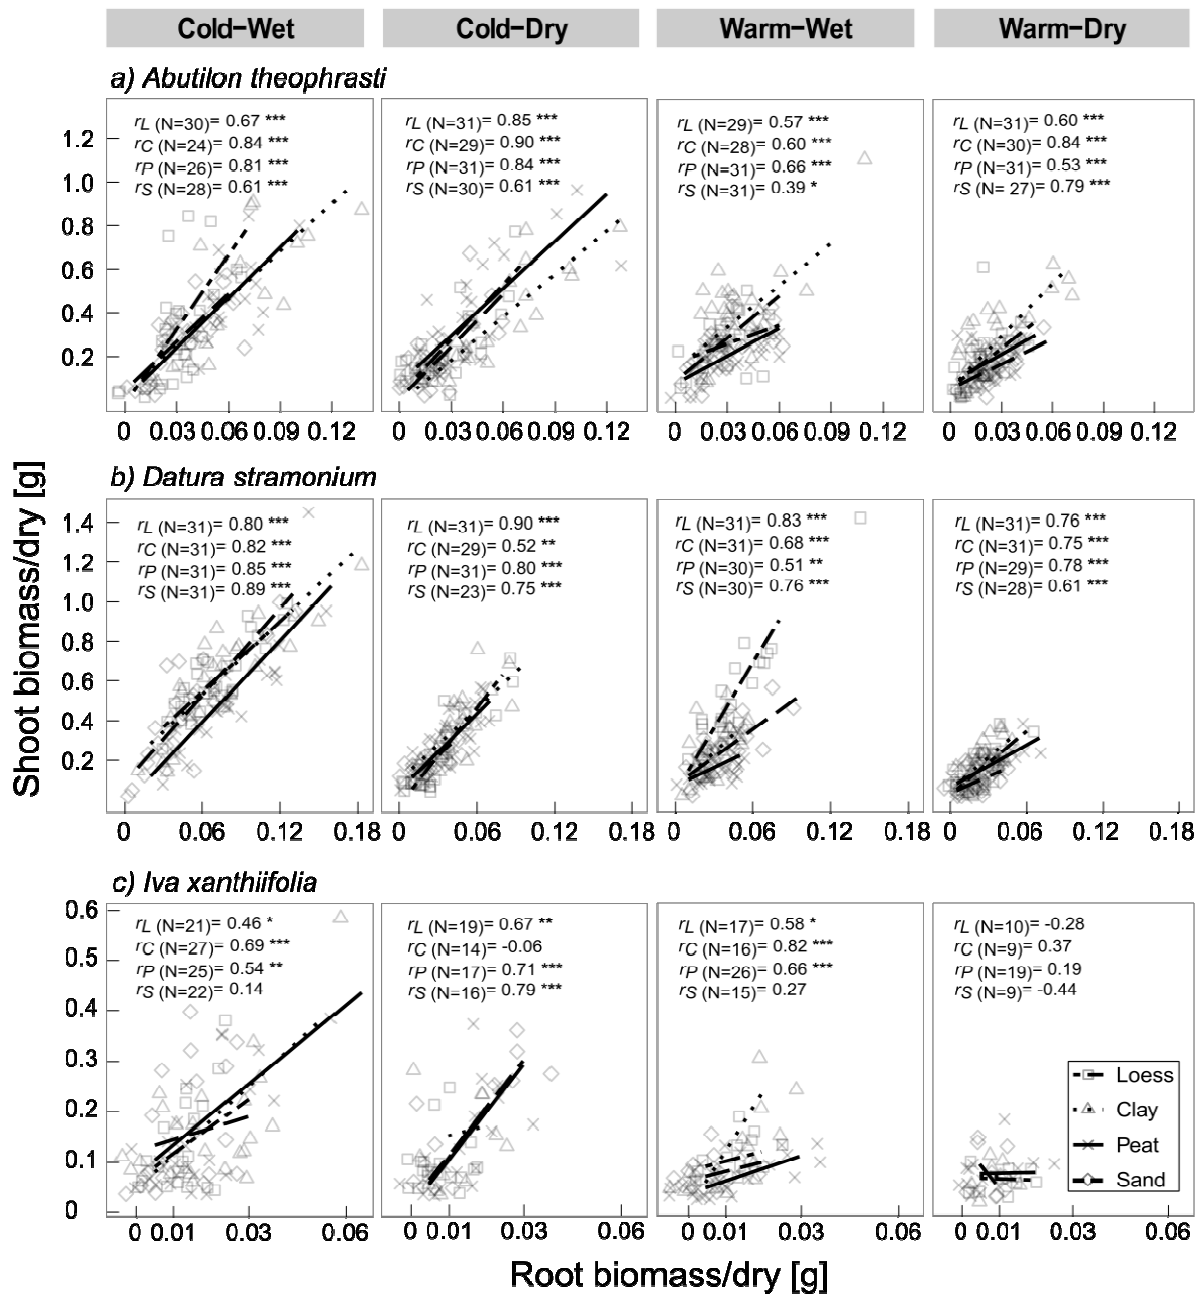 Cold-Wet Cold-Dry Warm-Wet Warm-Dry
a) Abutilon theophrasti
rL (N=30)= 0.67 ***
rC (N=24)= 0.84 ***
rP (N=26)= 0.81 ***
rS (N=28)= 0.61 ***
rL (N=31)= 0.85 ***
rC (N=29)= 0.90 ***
rP (N=31)= 0.84 ***
rS (N=30)= 0.61 ***
rL (N=29)= 0.57 ***
rC (N=28)= 0.60 ***
rP (N=31)= 0.66 ***
rS (N=31)= 0.39 *
rL (N=31)= 0.60 ***
rC (N=30)= 0.84 ***
rP (N=31)= 0.53 ***
rS (N= 27)= 0.79 ***
1.2
1.0
0.8
0.6
0.4
0.2
0 0.03 0.06 0.09 0.12
0 0.03 0.06 0.09 0.12
0 0.03 0.06 0.09 0.12
0 0.03 0.06 0.09 0.12
Shoot biomass/dry [g]
b) Datura stramonium
rL (N=31)= 0.80 ***
rC (N=31)= 0.82 ***
rP (N=31)= 0.85 ***
rS (N=31)= 0.89 ***
rL (N=31)= 0.90 ***
rC (N=29)= 0.52 **
rP (N=31)= 0.80 ***
rS (N=23)= 0.75 ***
rL (N=31)= 0.83 ***
rC (N=31)= 0.68 ***
rP (N=30)= 0.51 **
rS (N=30)= 0.76 ***
rL (N=31)= 0.76 ***
rC (N=31)= 0.75 ***
rP (N=29)= 0.78 ***
rS (N=28)= 0.61 ***
1.4
1.0
0.8
0.6
0.4
0.2
0 0.06 0.12 0.18
0 0.06 0.12 0.18
0 0.06 0.12 0.18
0 0.06 0.12 0.18
c) Iva xanthiifolia
rL (N=21)= 0.46 *
rC (N=27)= 0.69 ***
rP (N=25)= 0.54 **
rS (N=22)= 0.14
rL (N=19)= 0.67 **
rC (N=14)= -0.06
rP (N=17)= 0.71 ***
rS (N=16)= 0.79 ***
rL (N=17)= 0.58 *
rC (N=16)= 0.82 ***
rP (N=26)= 0.66 ***
rS (N=15)= 0.27
rL (N=10)= -0.28
rC (N=9)= 0.37
rP (N=19)= 0.19
rS (N=9)= -0.44
0.6
0.5
0.4
0.3
0.2
0.1
0
Loess
Clay
Peat
Sand
0 0.01 0.03 0.06
0 0.01 0.03 0.06
0 0.01 0.03 0.06
0 0.01 0.03 0.06
Root biomass/dry [g]